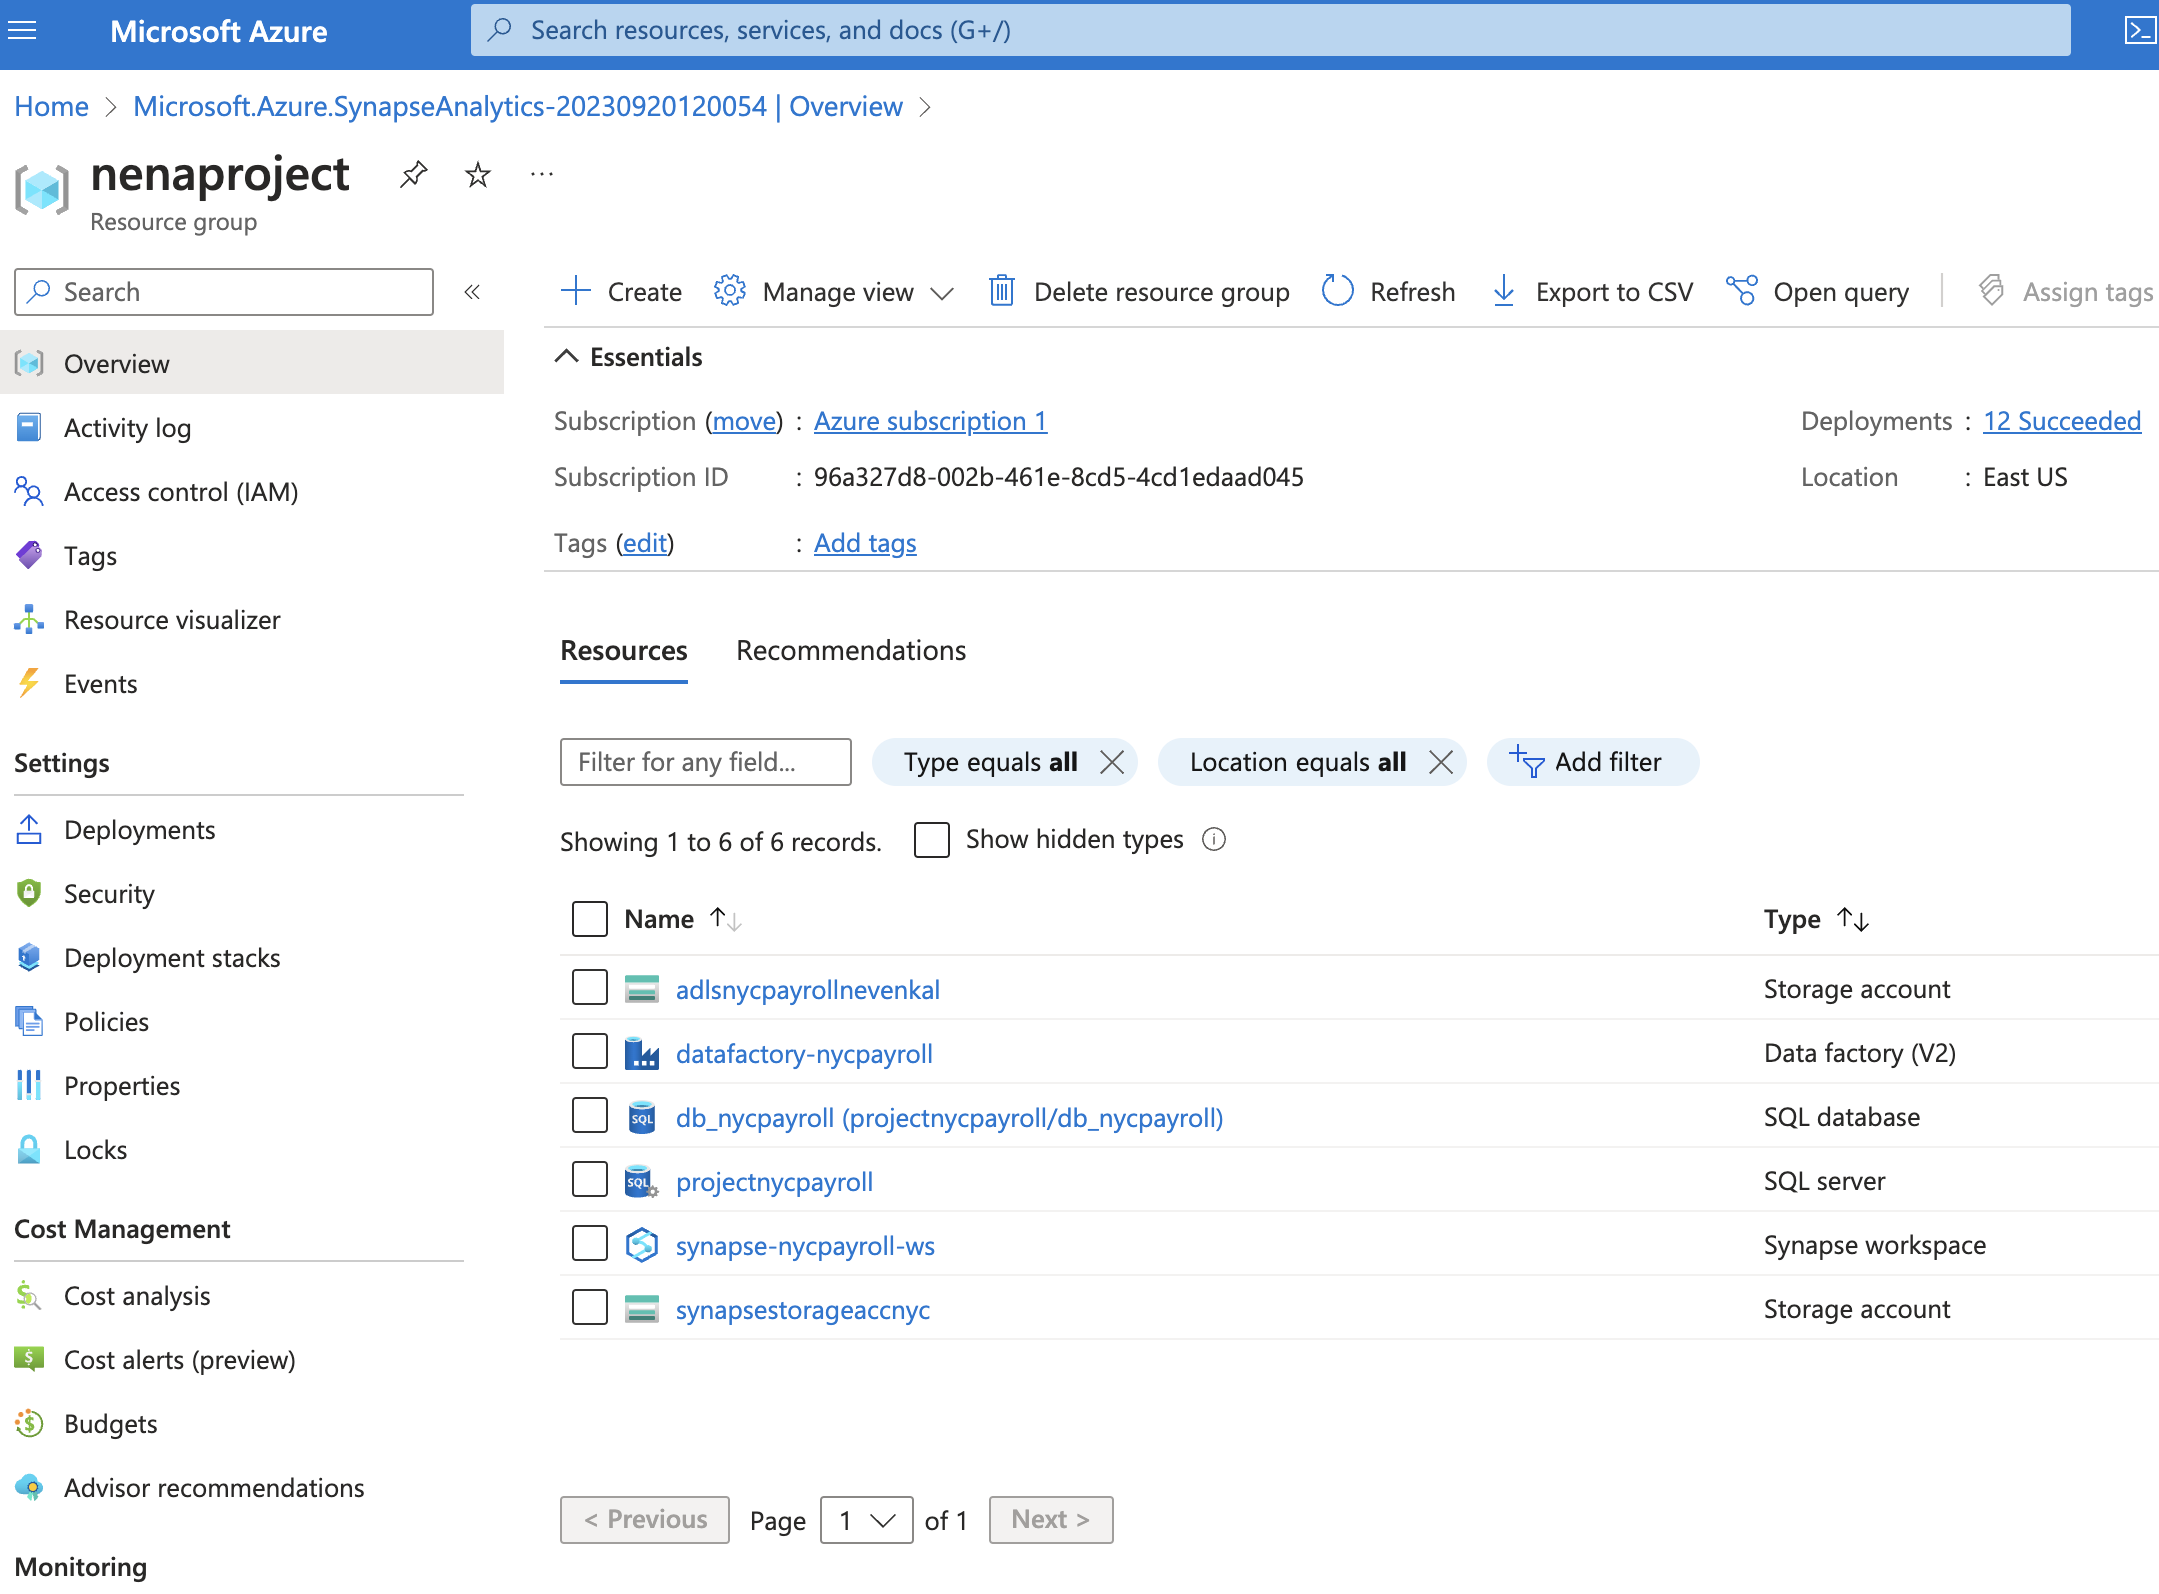 Microsoft Azure
Search resources, services, and docs (G+/)
Home > Microsoft.Azure.SynapseAnalytics-20230920120054 | Overview >
nenaproject
Resource group
Search
Overview
Activity log
Access control (IAM)
Tags
Resource visualizer
Events
Settings
Deployments
Security
Deployment stacks
Policies
Properties
Locks
Cost Management
Cost analysis
Cost alerts (preview)
Budgets
Advisor recommendations
Monitoring
Create Manage view Delete resource group Refresh Export to CSV Open query Assign tags
Essentials
Subscription (move) : Azure subscription 1
Subscription ID : 96a327d8-002b-461e-8cd5-4cd1edaad045
Tags (edit) : Add tags
Deployments : 12 Succeeded
Location : East US
Resources Recommendations
Filter for any field... Type equals all Location equals all Add filter
Showing 1 to 6 of 6 records. Show hidden types
Name Type
adlsnycpayrollnevenkal Storage account
datafactory-nycpayroll Data factory (V2)
SQL db_nycpayroll (projectnycpayroll/db_nycpayroll) SQL database
SQL projectnycpayroll SQL server
synapse-nycpayroll-ws Synapse workspace
synapsestorageaccnyc Storage account
< Previous Page 1 of 1 Next >